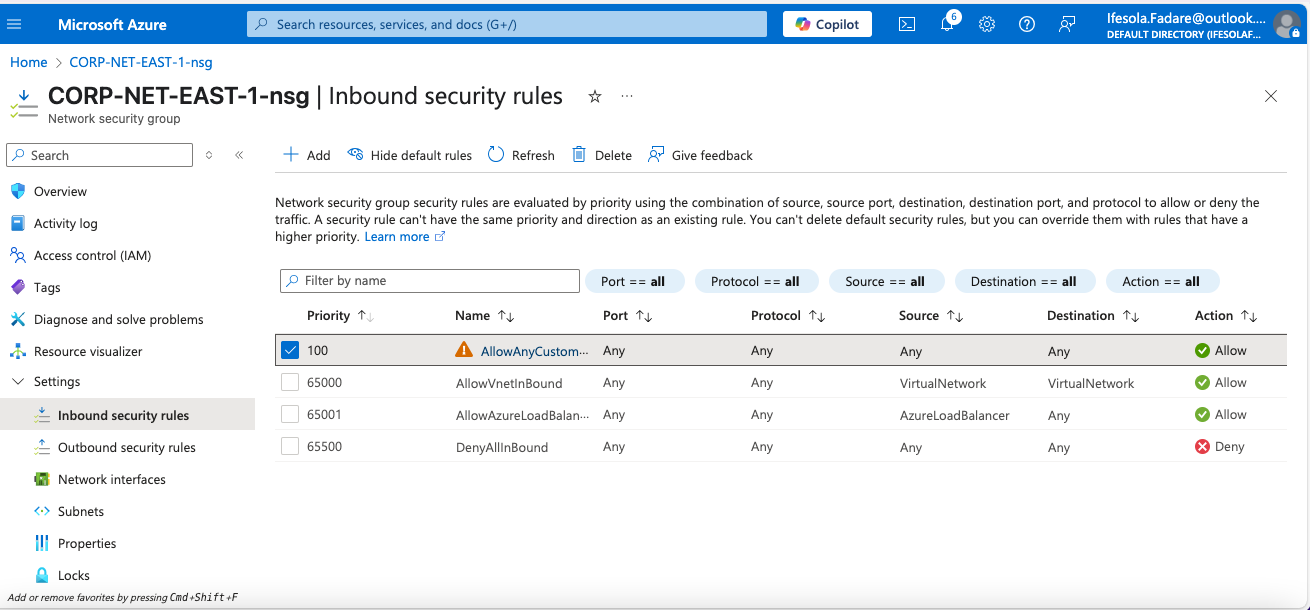 Microsoft Azure
Search resources, services, and docs (G+/)
Copilot
6
Ifesola.Fadare@outlook....
DEFAULT DIRECTORY (IFESOLAF...
Home > CORP-NET-EAST-1-nsg
CORP-NET-EAST-1-nsg | Inbound security rules
Network security group
Search
Add
Hide default rules
Refresh
Delete
Give feedback
Overview
Activity log
Access control (IAM)
Tags
Diagnose and solve problems
Resource visualizer
Settings
Inbound security rules
Outbound security rules
Network interfaces
Subnets
Properties
Locks
Add or remove favorites by pressing Cmd+Shift+F
Network security group security rules are evaluated by priority using the combination of source, source port, destination, destination port, and protocol to allow or deny the
traffic. A security rule can't have the same priority and direction as an existing rule. You can't delete default security rules, but you can override them with rules that have a
higher priority. Learn more
Filter by name
Port == all
Protocol == all
Source == all
Destination == all
Action == all
Priority Name Port Protocol Source Destination Action
100 AllowAnyCustom... Any Any Any Any Allow
65000 AllowVnetInBound Any Any VirtualNetwork VirtualNetwork Allow
65001 AllowAzureLoadBalan... Any Any AzureLoadBalancer Any Allow
65500 DenyAllInBound Any Any Any Any Deny